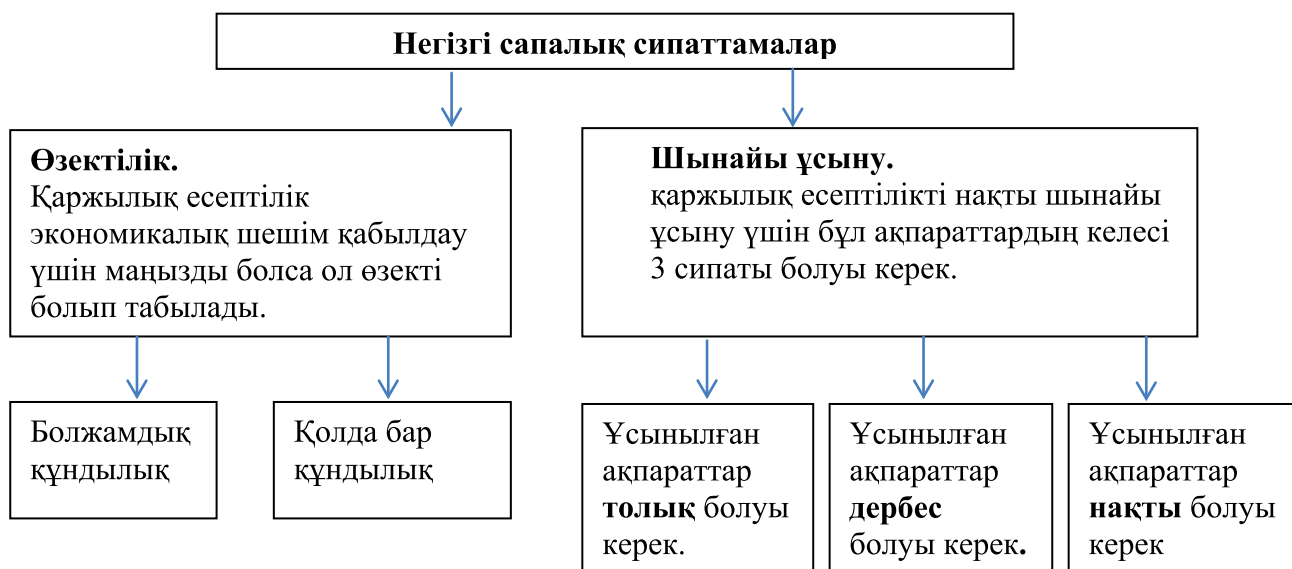 Негізгі сапалық сипаттамалар
Өзектілік.
Қаржылық есептілік
экономикалық шешім қабылдау
үшін маңызды болса ол өзекті
болып табылады.
Шынайы ұсыну.
қаржылық есептілікті нақты шынайы
ұсыну үшін бұл ақпараттардың келесі
3 сипаты болуы керек.
Болжамдық
құндылық
Қолда бар
құндылық
Ұсынылған
ақпараттар
толық болуы
керек.
Ұсынылған
ақпараттар
дербес
болуы керек.
Ұсынылған
ақпараттар
нақты болуы
керек